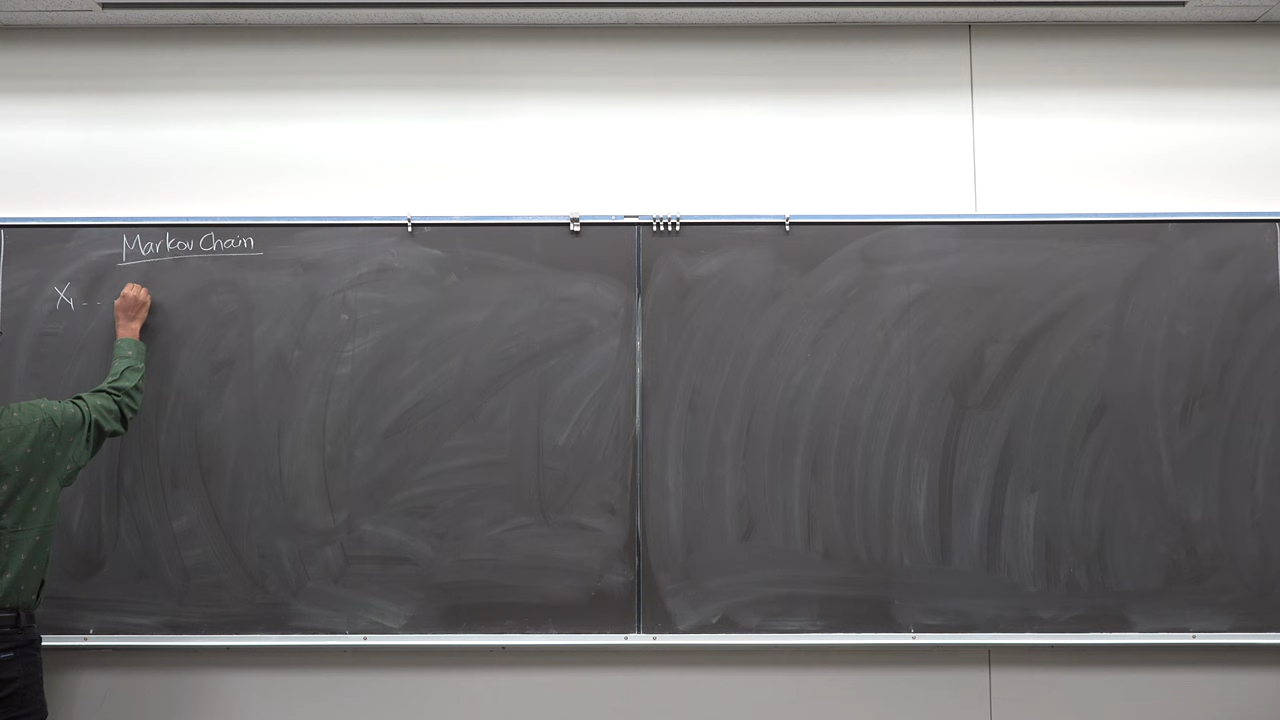 Markov Chain
X₁ - - -